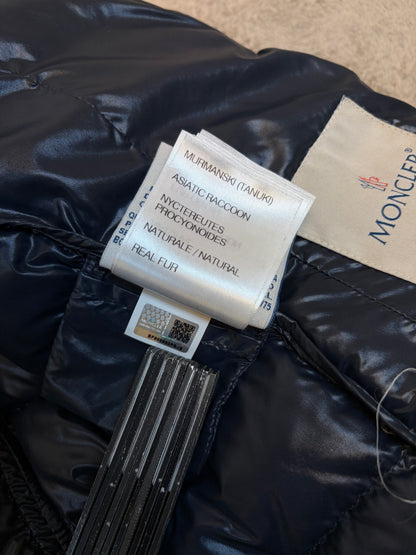 MURMANSKI (TANUKI)
ASIATIC RACCOON
NYCTEREUTES
PROCYONOIDES
NATURALE / NATURAL
REAL FUR
MONCLER